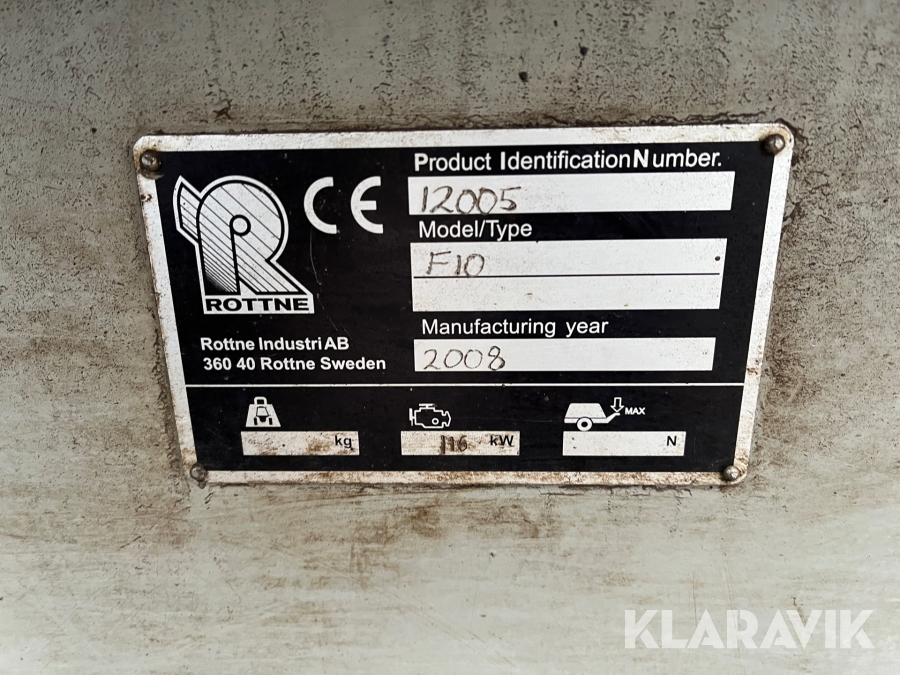 Product Identification Number.
12005
Model/Type
F10
Manufacturing year
2008
CE
ROTTNE
Rottne Industri AB
360 40 Rottne Sweden
kg
116 kW
MAX
N
KLARAVIK